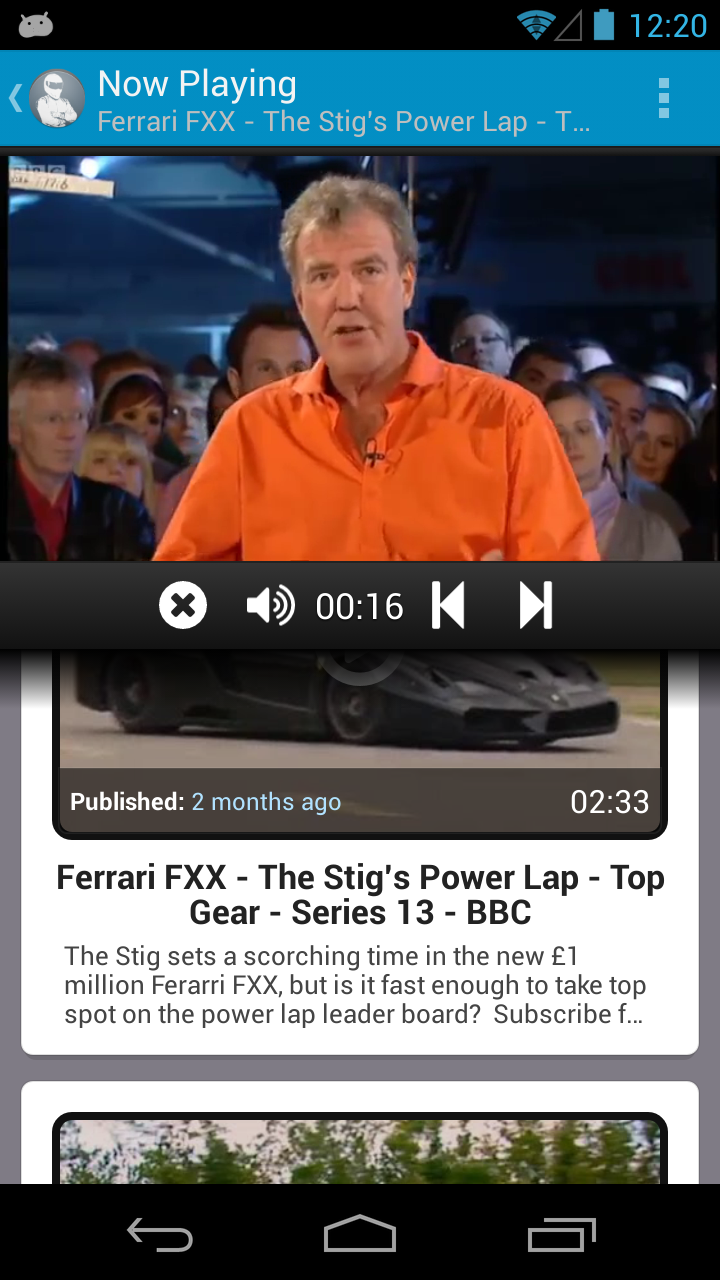 12:20
Now Playing
Ferrari FXX - The Stig's Power Lap - T...
BBC
00:16
Published: 2 months ago
02:33
Ferrari FXX - The Stig's Power Lap - Top
Gear - Series 13 - BBC
The Stig sets a scorching time in the new £1
million Ferarri FXX, but is it fast enough to take top
spot on the power lap leader board?  Subscribe f...